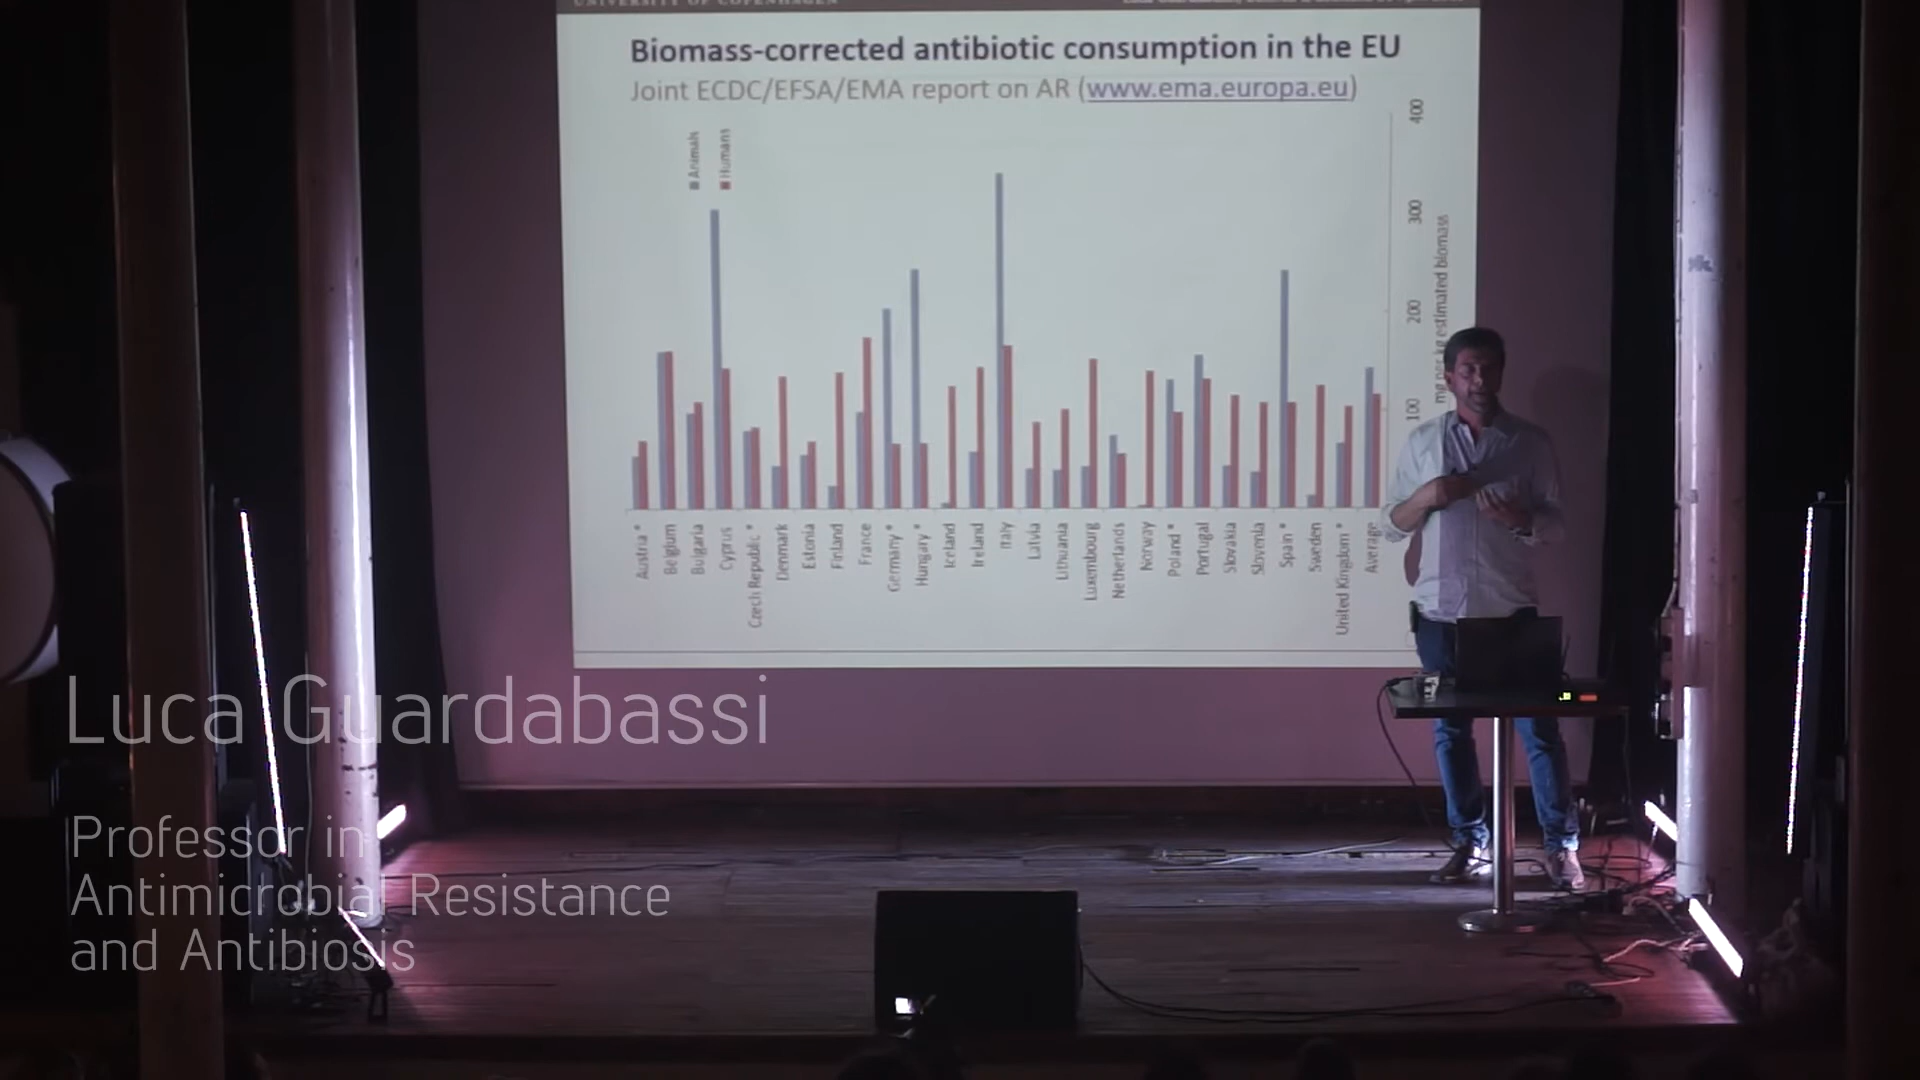 UNIVERSITY OF COPENHAGEN
Biomass-corrected antibiotic consumption in the EU
Joint ECDC/EFSA/EMA report on AR (www.ema.europa.eu)
Animals
Humans
400
300
200
100
mg per kg estimated biomass
Austria *
Belgium
Bulgaria
Cyprus
Czech Republic *
Denmark
Estonia
Finland
France
Germany *
Hungary *
Iceland
Ireland
Italy
Latvia
Lithuania
Luxembourg
Netherlands
Norway
Poland *
Portugal
Slovakia
Slovenia
Spain *
Sweden
United Kingdom *
Average
Luca Guardabassi
Professor in
Antimicrobial Resistance
and Antibiosis